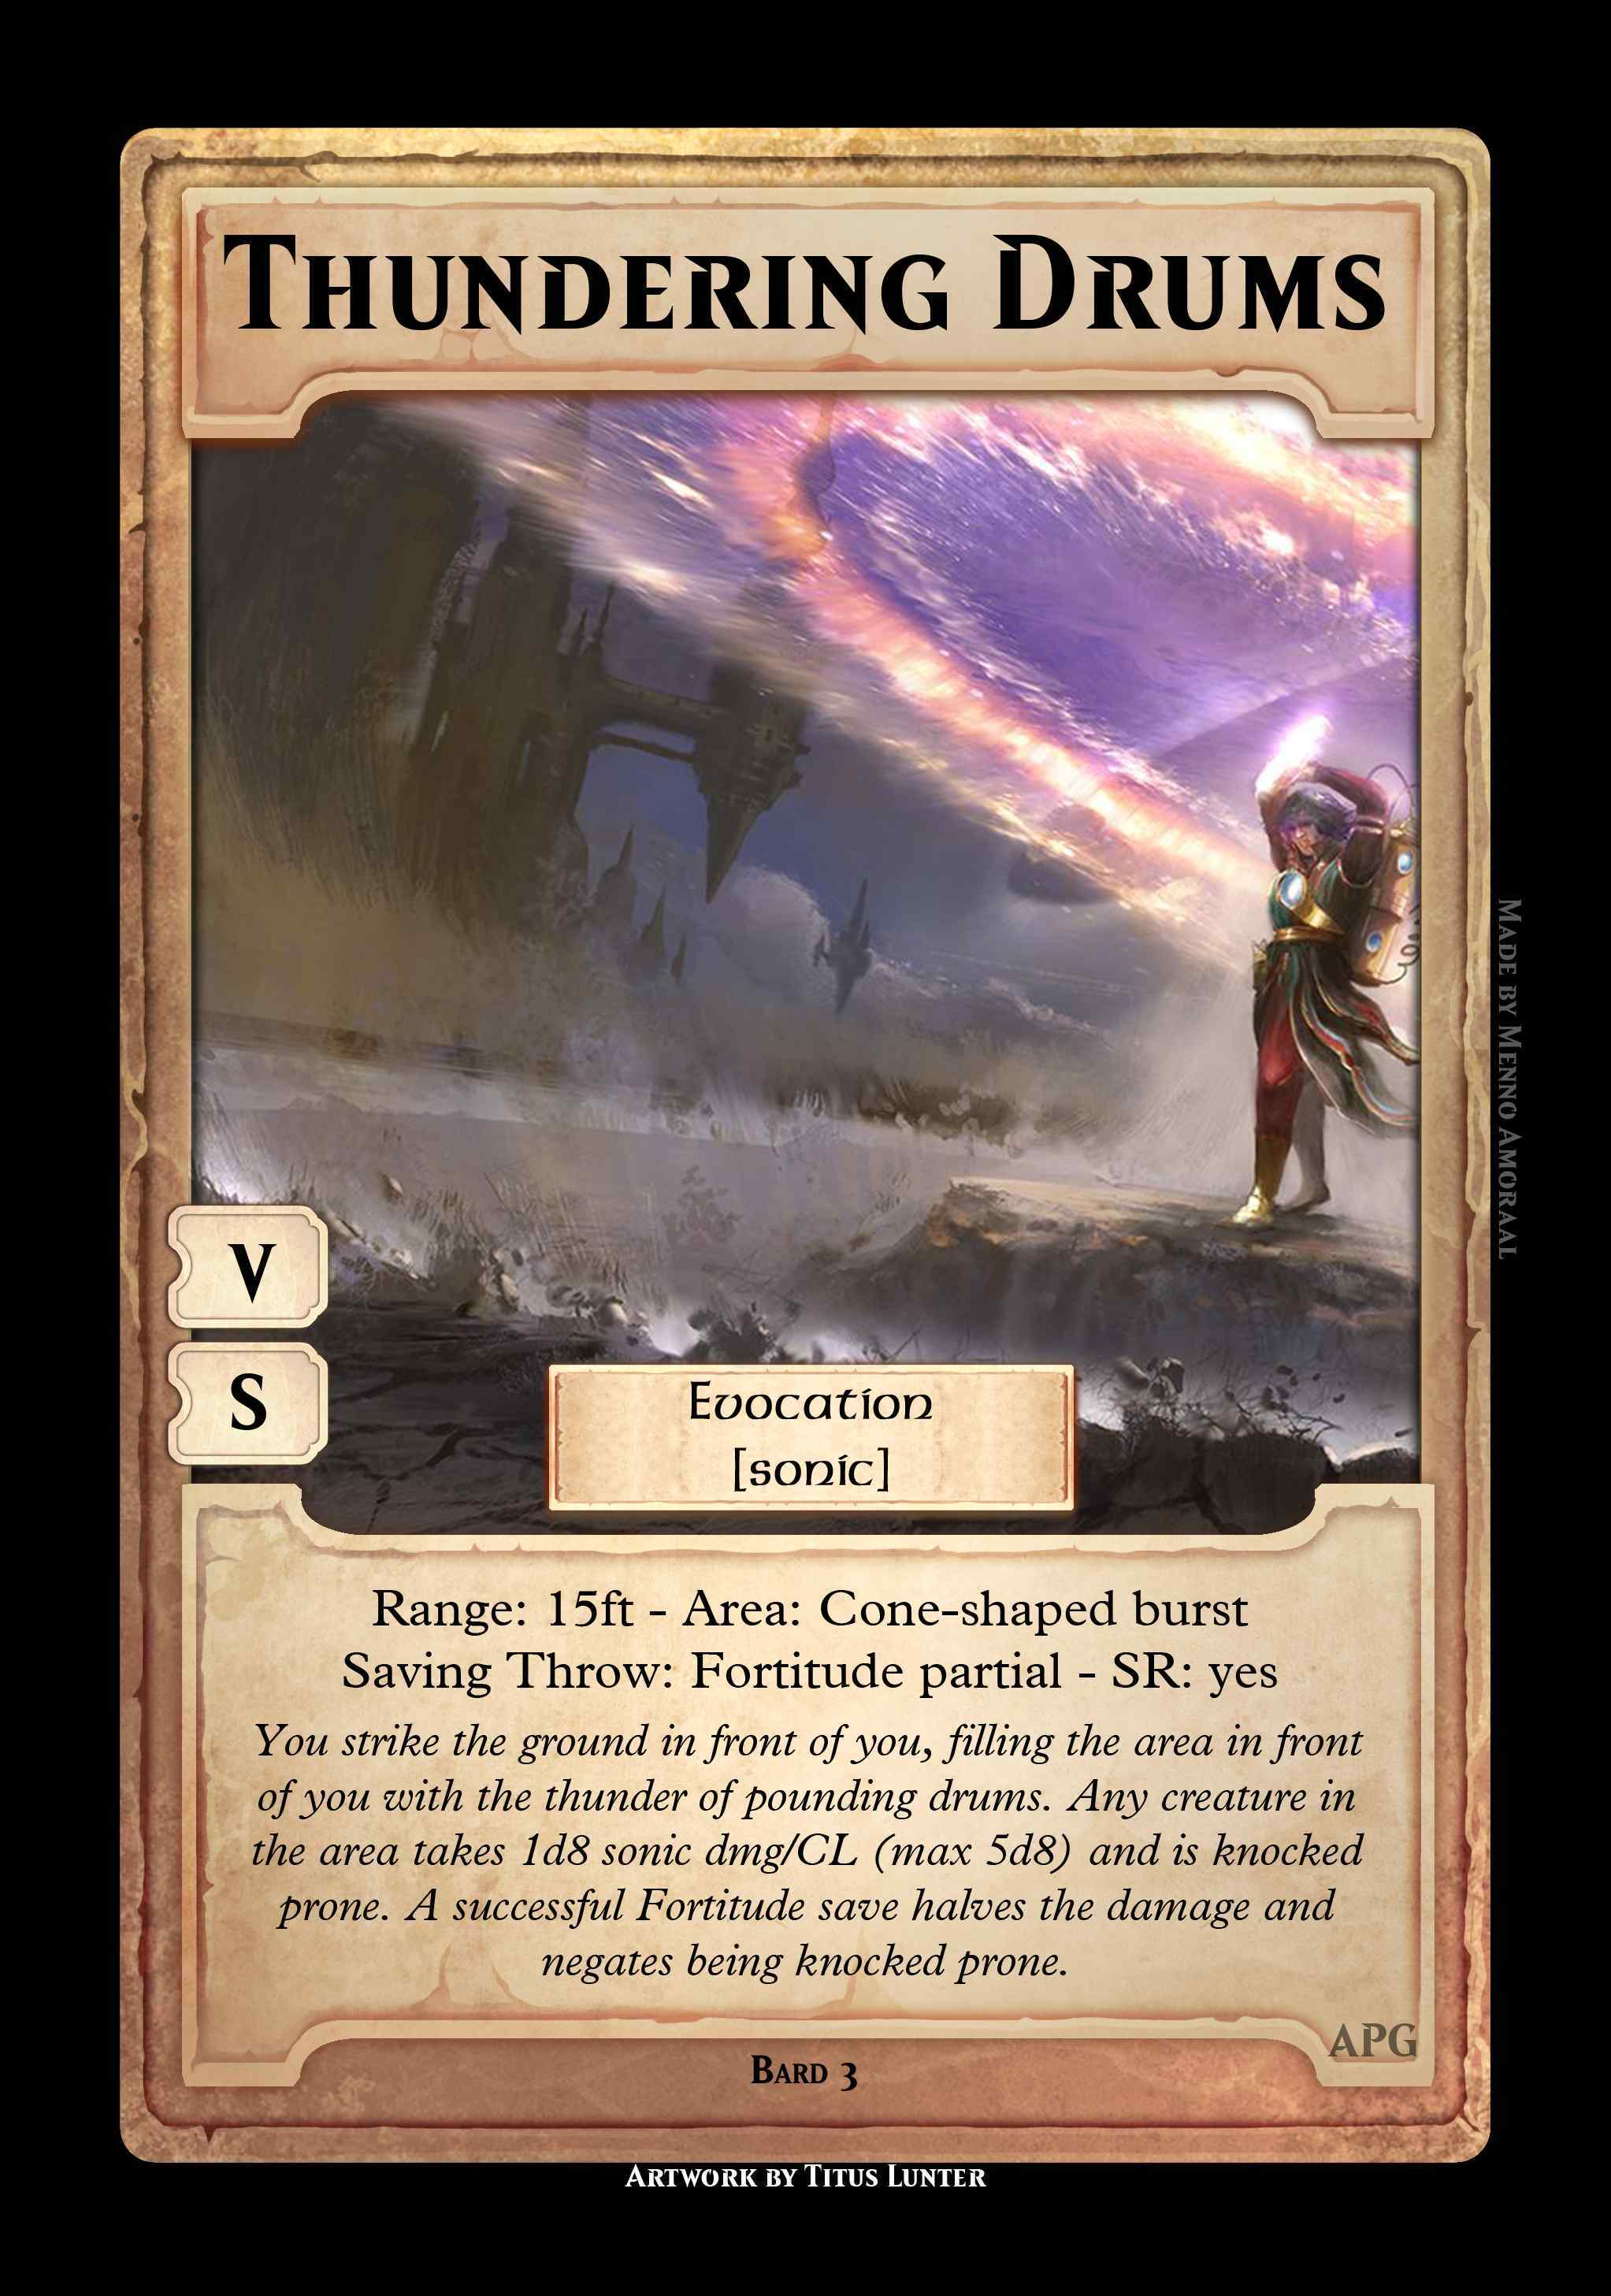 Thundering Drums
V
S
Evocation
[sonic]
Range: 15ft - Area: Cone-shaped burst
Saving Throw: Fortitude partial - SR: yes
You strike the ground in front of you, filling the area in front
of you with the thunder of pounding drums. Any creature in
the area takes 1d8 sonic dmg/CL (max 5d8) and is knocked
prone. A successful Fortitude save halves the damage and
negates being knocked prone.
APG
Bard 3
Artwork by Titus Lunter
Made by Menno Amoraal